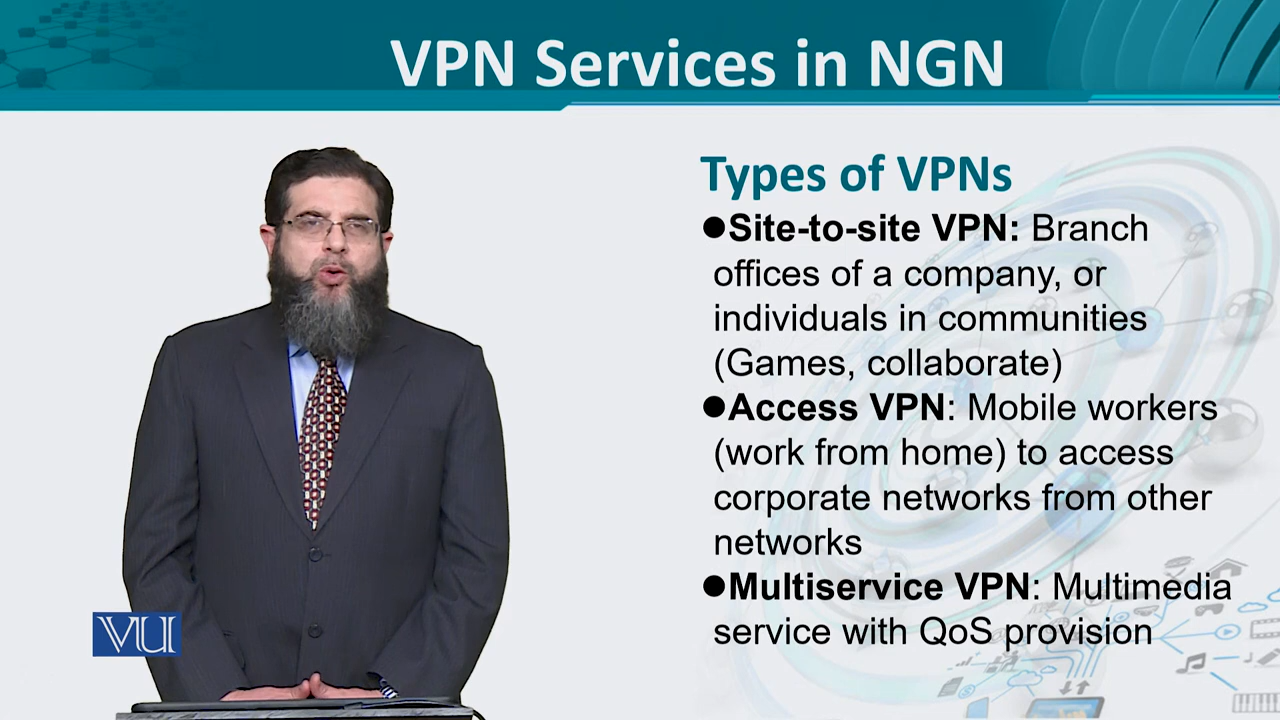 VPN Services in NGN
Types of VPNs
●Site-to-site VPN: Branch
offices of a company, or
individuals in communities
(Games, collaborate)
●Access VPN: Mobile workers
(work from home) to access
corporate networks from other
networks
●Multiservice VPN: Multimedia
service with QoS provision
VU